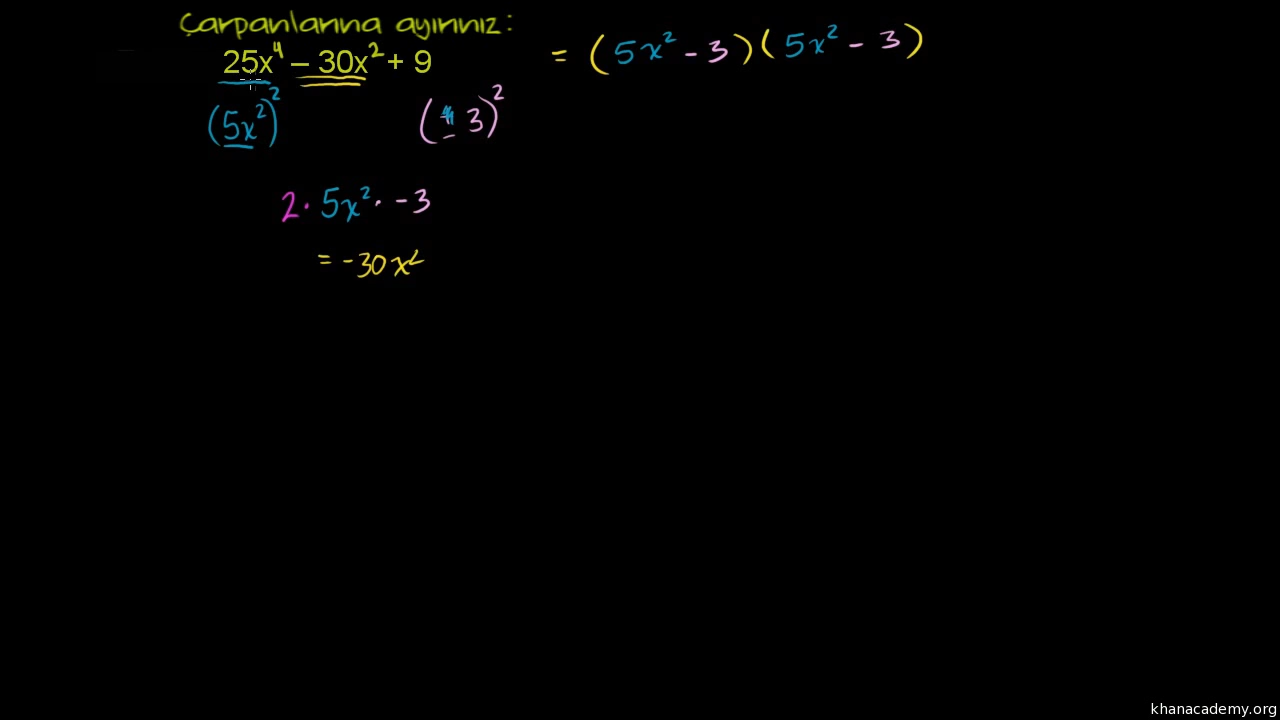 Çarpanlarına ayırınız:
25x⁴ – 30x² + 9 = (5x² - 3)(5x² - 3)
(5x²)² (- 3)²
2 · 5x² · -3
= -30x²
khanacademy.org